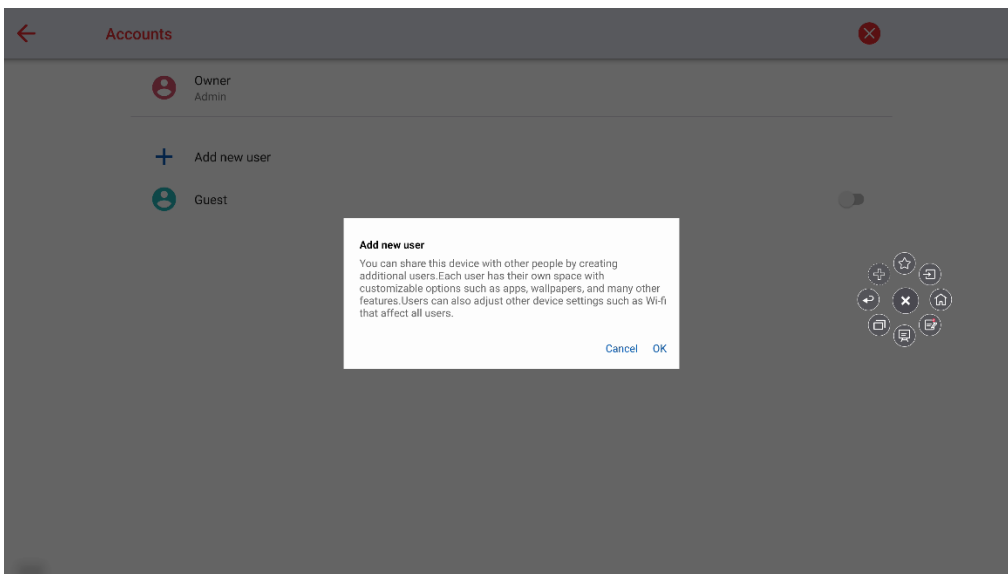 Accounts
Owner
Admin
Add new user
Guest
Add new user
You can share this device with other people by creating
additional users.Each user has their own space with
customizable options such as apps, wallpapers, and many other
features.Users can also adjust other device settings such as Wi-fi
that affect all users.
Cancel OK